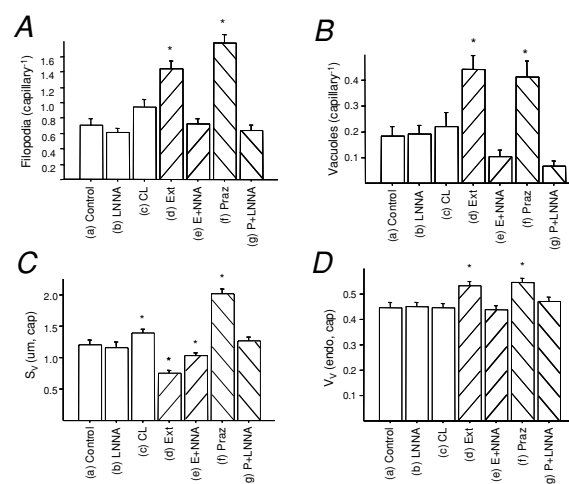 A
Filopodia (capillary-1)
1.6
1.4
1.2
1.0
0.8
0.6
0.4
0.2
*
*
(a) Control
(b) LNNA
(c) CL
(d) Ext
(e) E+NNA
(f) Praz
(g) P+LNNA
B
Vacuoles (capillary-1)
0.4
0.3
0.2
0.1
*
*
(a) Control
(b) LNNA
(c) CL
(d) Ext
(e) E+NNA
(f) Praz
(g) P+LNNA
C
SV (um, cap)
2.0
1.5
1.0
0.5
*
*
*
*
(a) Control
(b) LNNA
(c) CL
(d) Ext
(e) E+NNA
(f) Praz
g) P+LNNA
D
VV (endo, cap)
0.5
0.4
0.3
0.2
0.1
*
*
(a) Control
(b) LNNA
(c) CL
(d) Ext
(e) E+NNA
(f) Praz
(g) P+LNNA